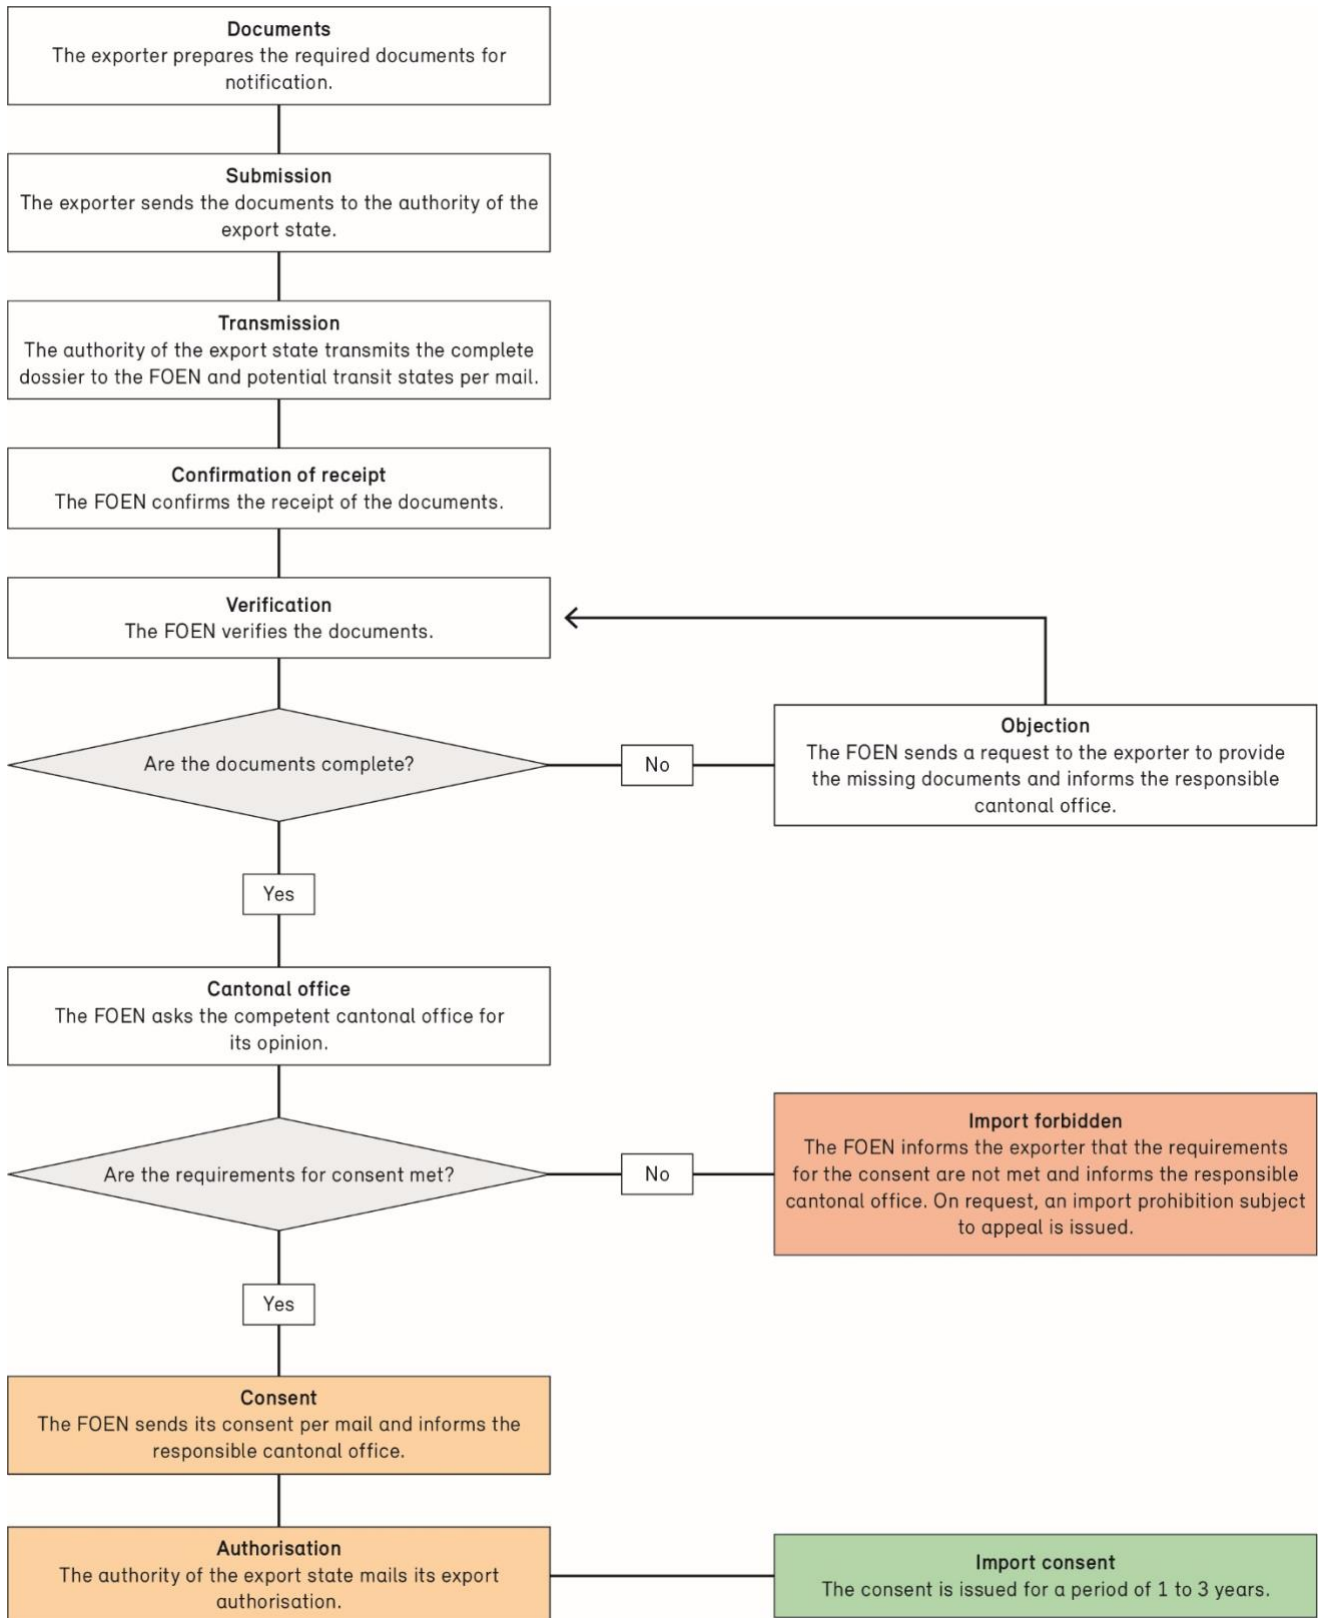 Documents
The exporter prepares the required documents for
notification.
Submission
The exporter sends the documents to the authority of the
export state.
Transmission
The authority of the export state transmits the complete
dossier to the FOEN and potential transit states per mail.
Confirmation of receipt
The FOEN confirms the receipt of the documents.
Verification
The FOEN verifies the documents.
Are the documents complete?
No
Objection
The FOEN sends a request to the exporter to provide
the missing documents and informs the responsible
cantonal office.
Yes
Cantonal office
The FOEN asks the competent cantonal office for
its opinion.
Are the requirements for consent met?
No
Import forbidden
The FOEN informs the exporter that the requirements
for the consent are not met and informs the responsible
cantonal office. On request, an import prohibition subject
to appeal is issued.
Yes
Consent
The FOEN sends its consent per mail and informs the
responsible cantonal office.
Authorisation
The authority of the export state mails its export
authorisation.
Import consent
The consent is issued for a period of 1 to 3 years.